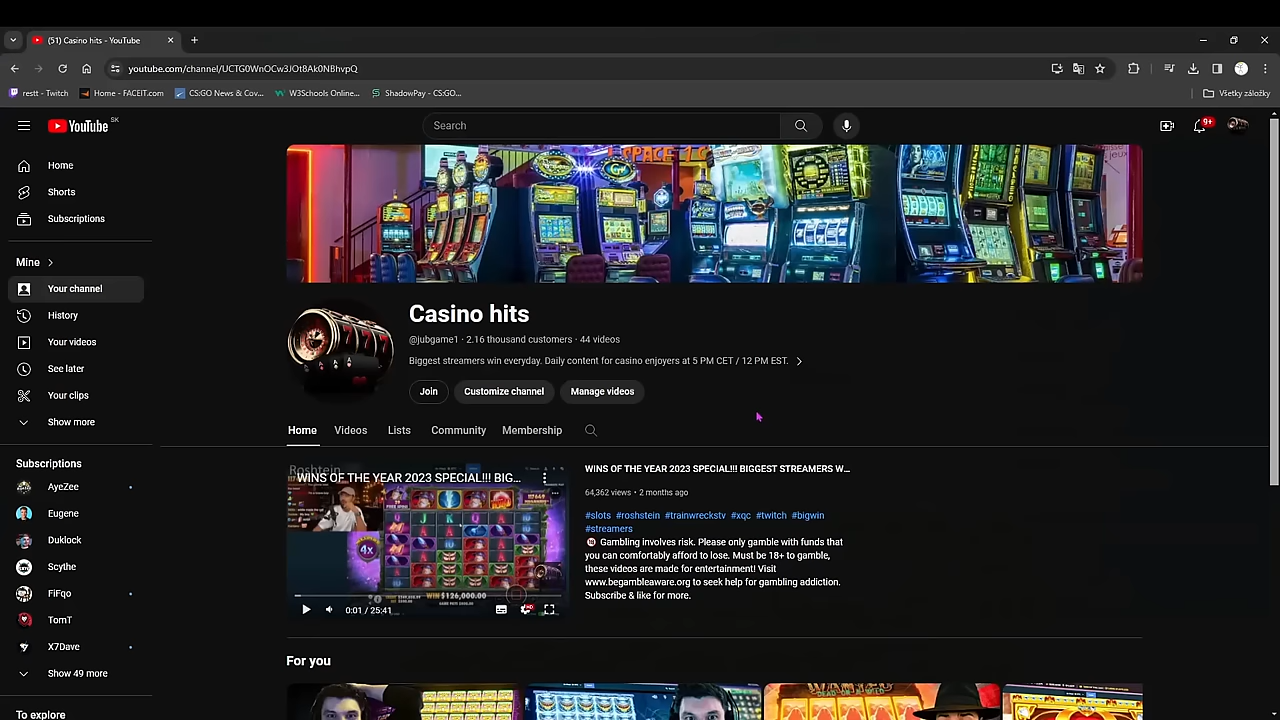 (51) Casino hits - YouTube
youtube.com/channel/UCTG0WnOCw3JOt8Ak0NBhvpQ
restt - Twitch
Home - FACEIT.com
CS:GO News & Cov...
W3Schools Online...
ShadowPay - CS:GO...
Všetky záložky
YouTube SK
Search
9+
Home
Shorts
Subscriptions
Mine
Your channel
History
Your videos
See later
Your clips
Show more
Subscriptions
AyeZee
Eugene
Duklock
Scythe
FiFqo
TomT
X7Dave
Show 49 more
To explore
Casino hits
@jubgame1 · 2.16 thousand customers · 44 videos
Biggest streamers win everyday. Daily content for casino enjoyers at 5 PM CET / 12 PM EST.
Join
Customize channel
Manage videos
Home
Videos
Lists
Community
Membership
Roshtein
WINS OF THE YEAR 2023 SPECIAL!!! BIG...
4x
WIN $126,000.00
0:01 / 25:41
WINS OF THE YEAR 2023 SPECIAL!!! BIGGEST STREAMERS W...
64,362 views · 2 months ago
#slots #roshstein #trainwreckstv #xqc #twitch #bigwin
#streamers
🔞 Gambling involves risk. Please only gamble with funds that
you can comfortably afford to lose. Must be 18+ to gamble,
these videos are made for entertainment! Visit
www.begambleaware.org to seek help for gambling addiction.
Subscribe & like for more.
For you